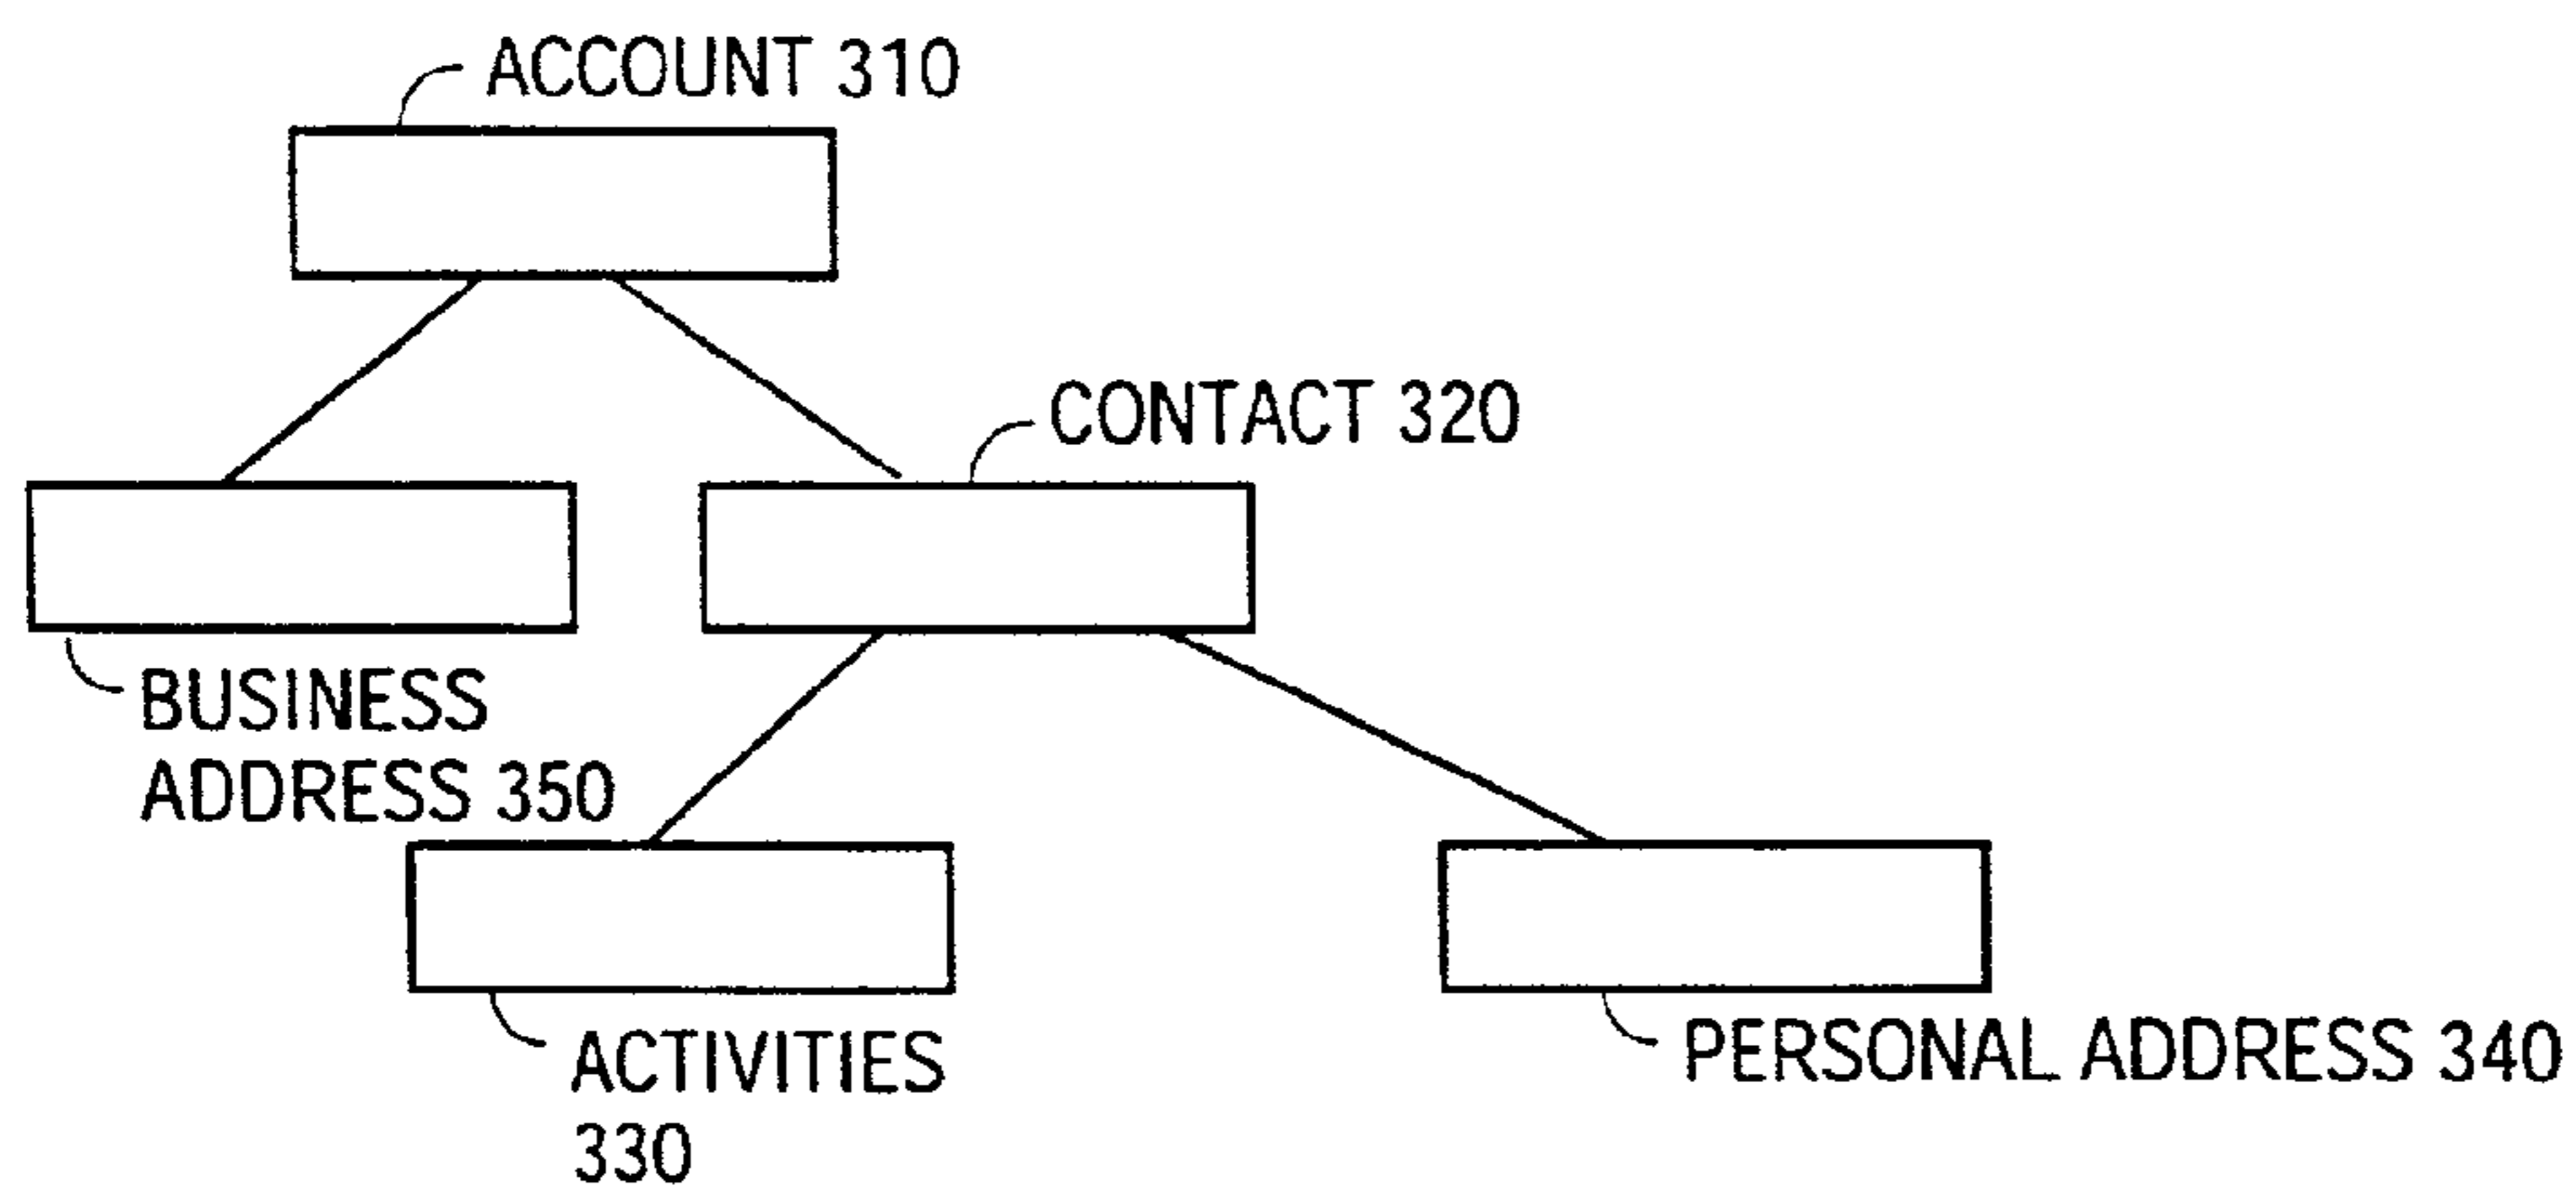 ACCOUNT 310
CONTACT 320
BUSINESS
ADDRESS 350
ACTIVITIES
330
PERSONAL ADDRESS 340